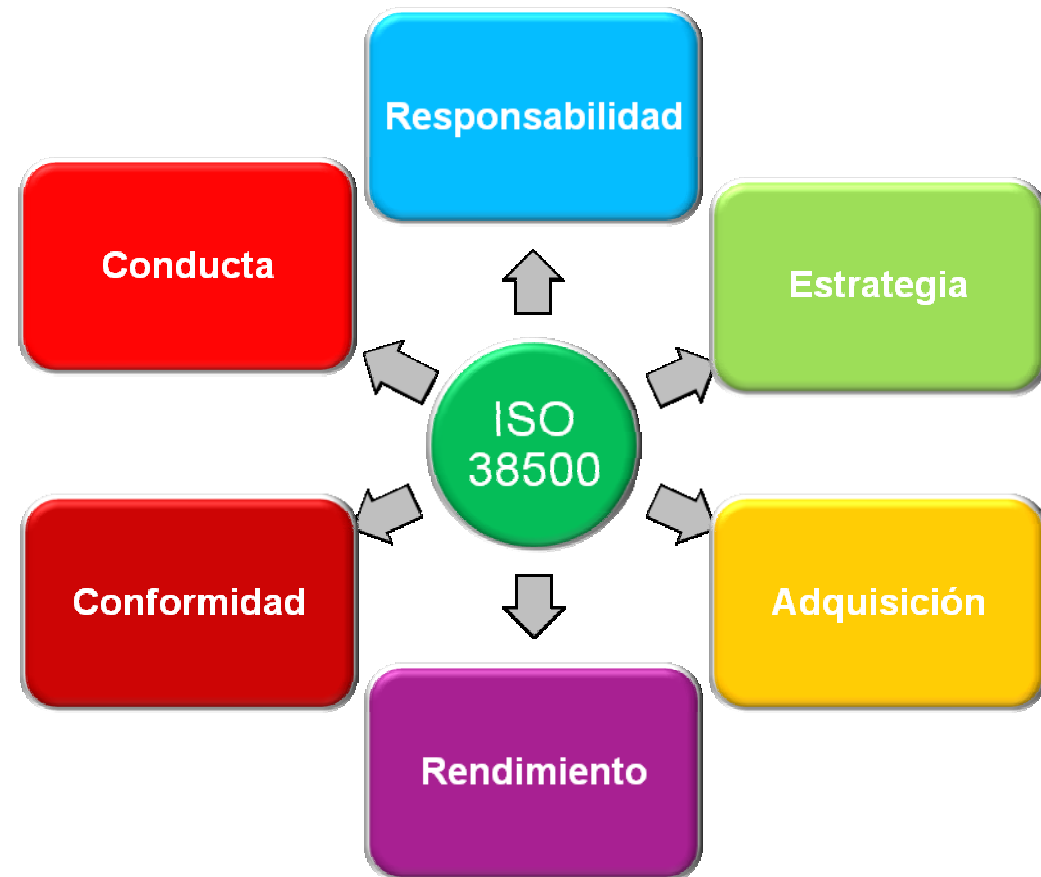 Responsabilidad
Conducta
Estrategia
ISO
38500
Conformidad
Adquisición
Rendimiento